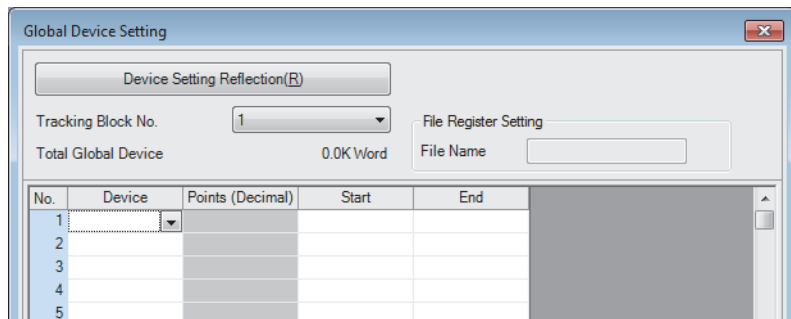 Global Device Setting
Device Setting Reflection(R)
Tracking Block No. 1
File Register Setting
Total Global Device 0.0K Word
File Name
No. Device Points (Decimal) Start End
1
2
3
4
5